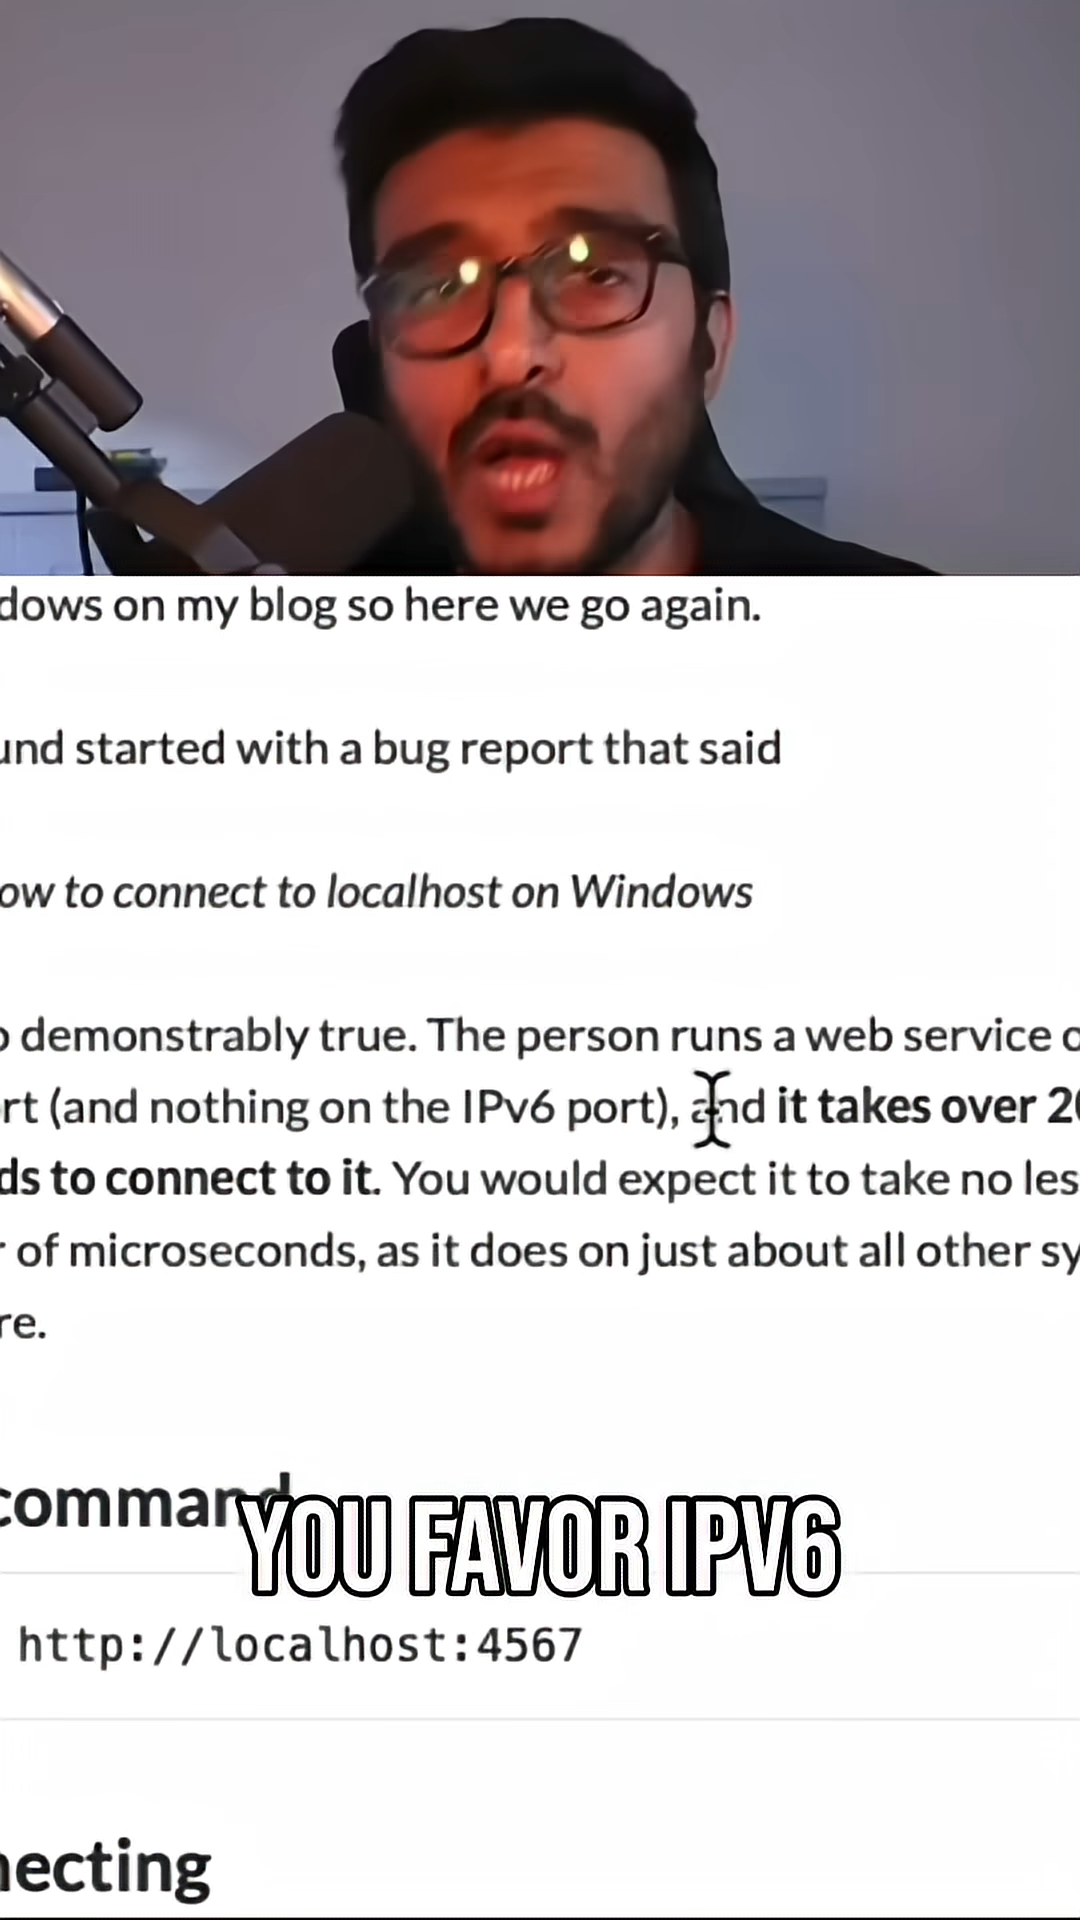 dows on my blog so here we go again.
und started with a bug report that said
ow to connect to localhost on Windows
demonstrably true. The person runs a web service
rt (and nothing on the IPv6 port), and it takes over 20
ds to connect to it. You would expect it to take no les
r of microseconds, as it does on just about all other sy
re.
command
YOU FAVOR IPV6
http://localhost:4567
necting